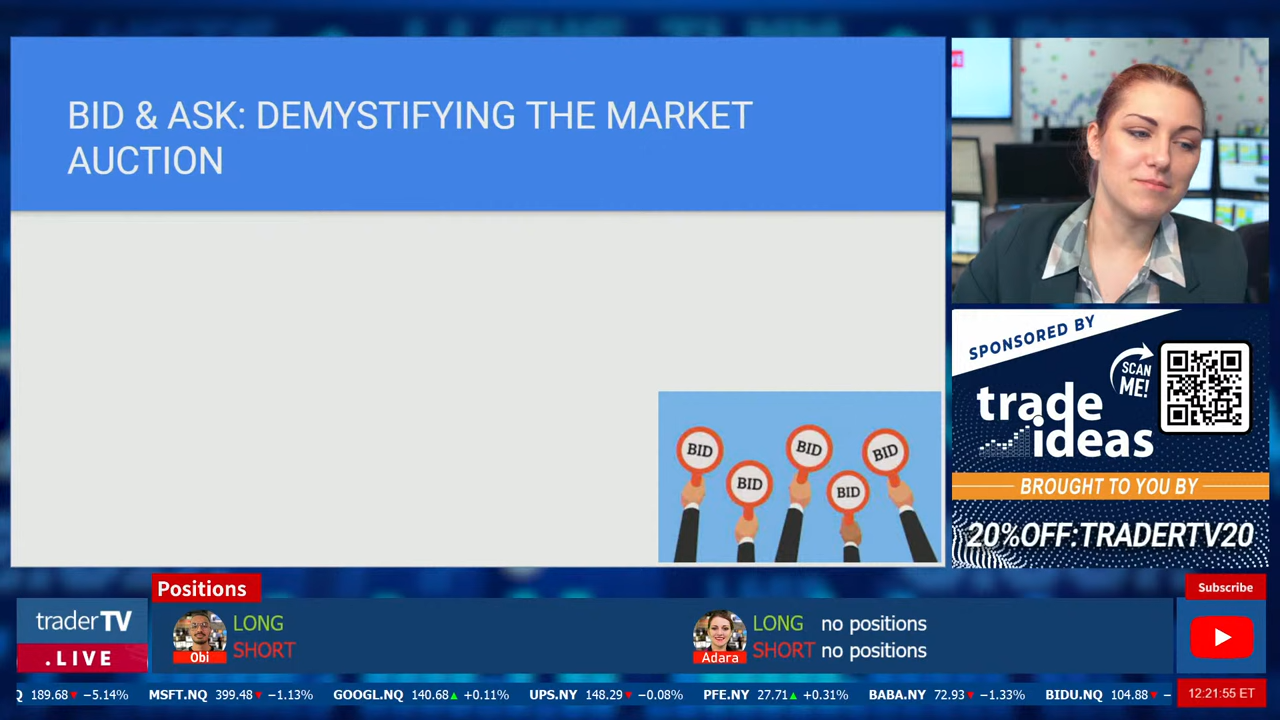 BID & ASK: DEMYSTIFYING THE MARKET
AUCTION
BID
BID
BID
BID
BID
SPONSORED BY
SCAN
ME!
trade
ideas
BROUGHT TO YOU BY
20%OFF:TRADERTV20
Positions
Subscribe
traderTV
.LIVE
Obi
LONG
SHORT
Adara
LONG no positions
SHORT no positions
Q 189.68▼ −5.14% MSFT.NQ 399.48▼ −1.13% GOOGL.NQ 140.68▲ +0.11% UPS.NY 148.29▼ −0.08% PFE.NY 27.71▲ +0.31% BABA.NY 72.93▼ −1.33% BIDU.NQ 104.88▼ −
12:21:55 ET